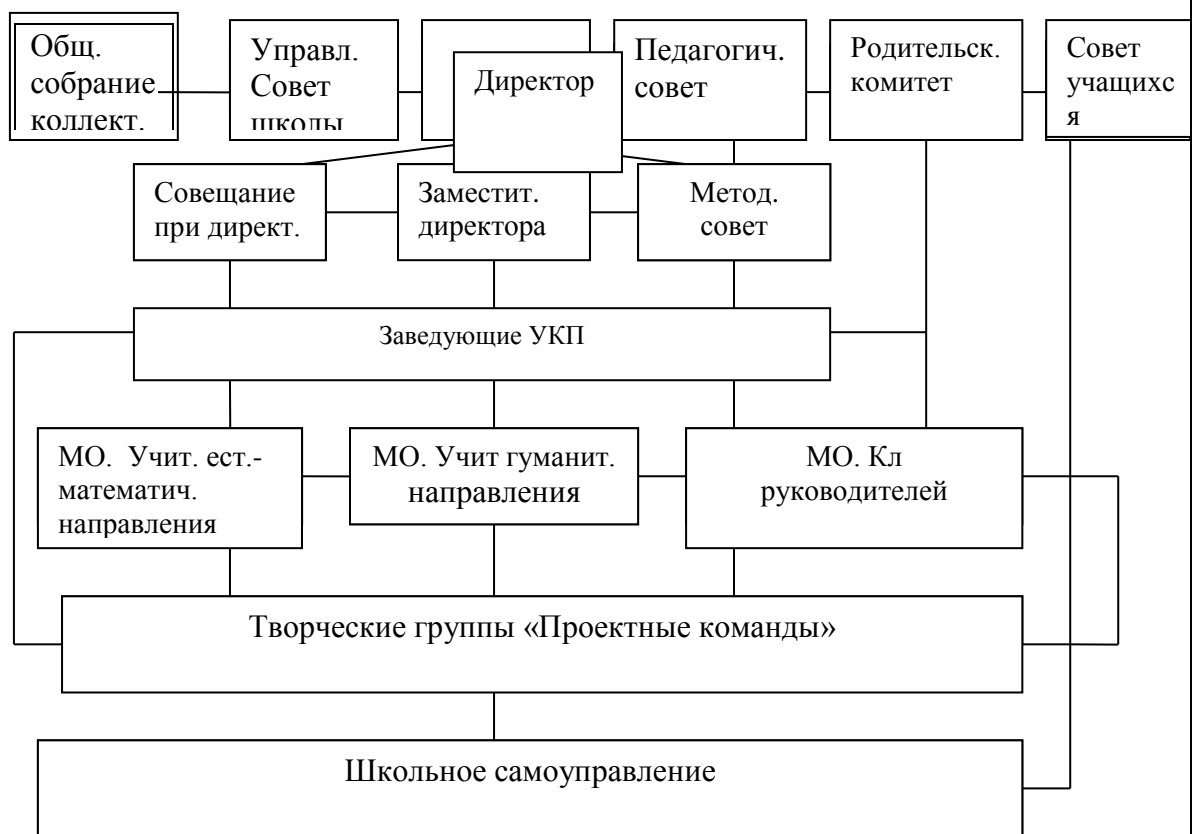 Общ.
собрание
коллект.
Управл.
Совет
школы
Директор
Педагогич.
совет
Родительск.
комитет
Совет
учащихс
я
Совещание
при директ.
Заместит.
директора
Метод.
совет
Заведующие УКП
МО.  Учит. ест.-
математич.
направления
МО. Учит гуманит.
направления
МО. Кл
руководителей
Творческие группы «Проектные команды»
Школьное самоуправление